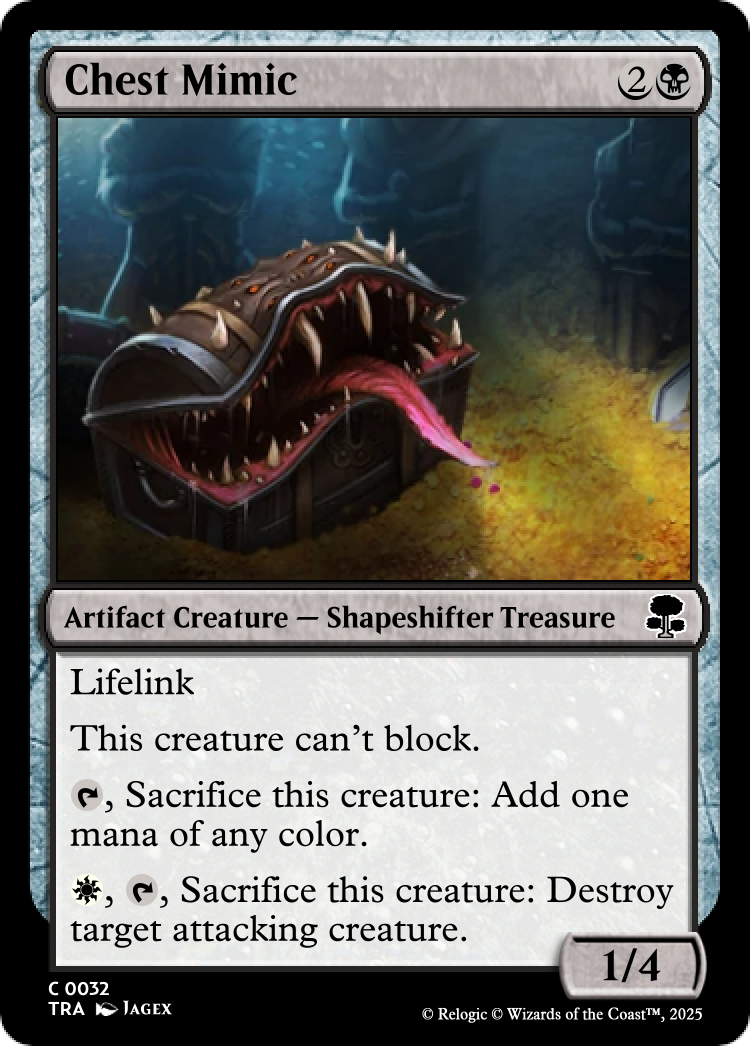 Chest Mimic 2
Artifact Creature — Shapeshifter Treasure
Lifelink
This creature can't block.
, Sacrifice this creature: Add one
mana of any color.
, , Sacrifice this creature: Destroy
target attacking creature.
1/4
C 0032
TRA JAGEX
© Relogic © Wizards of the Coast™, 2025